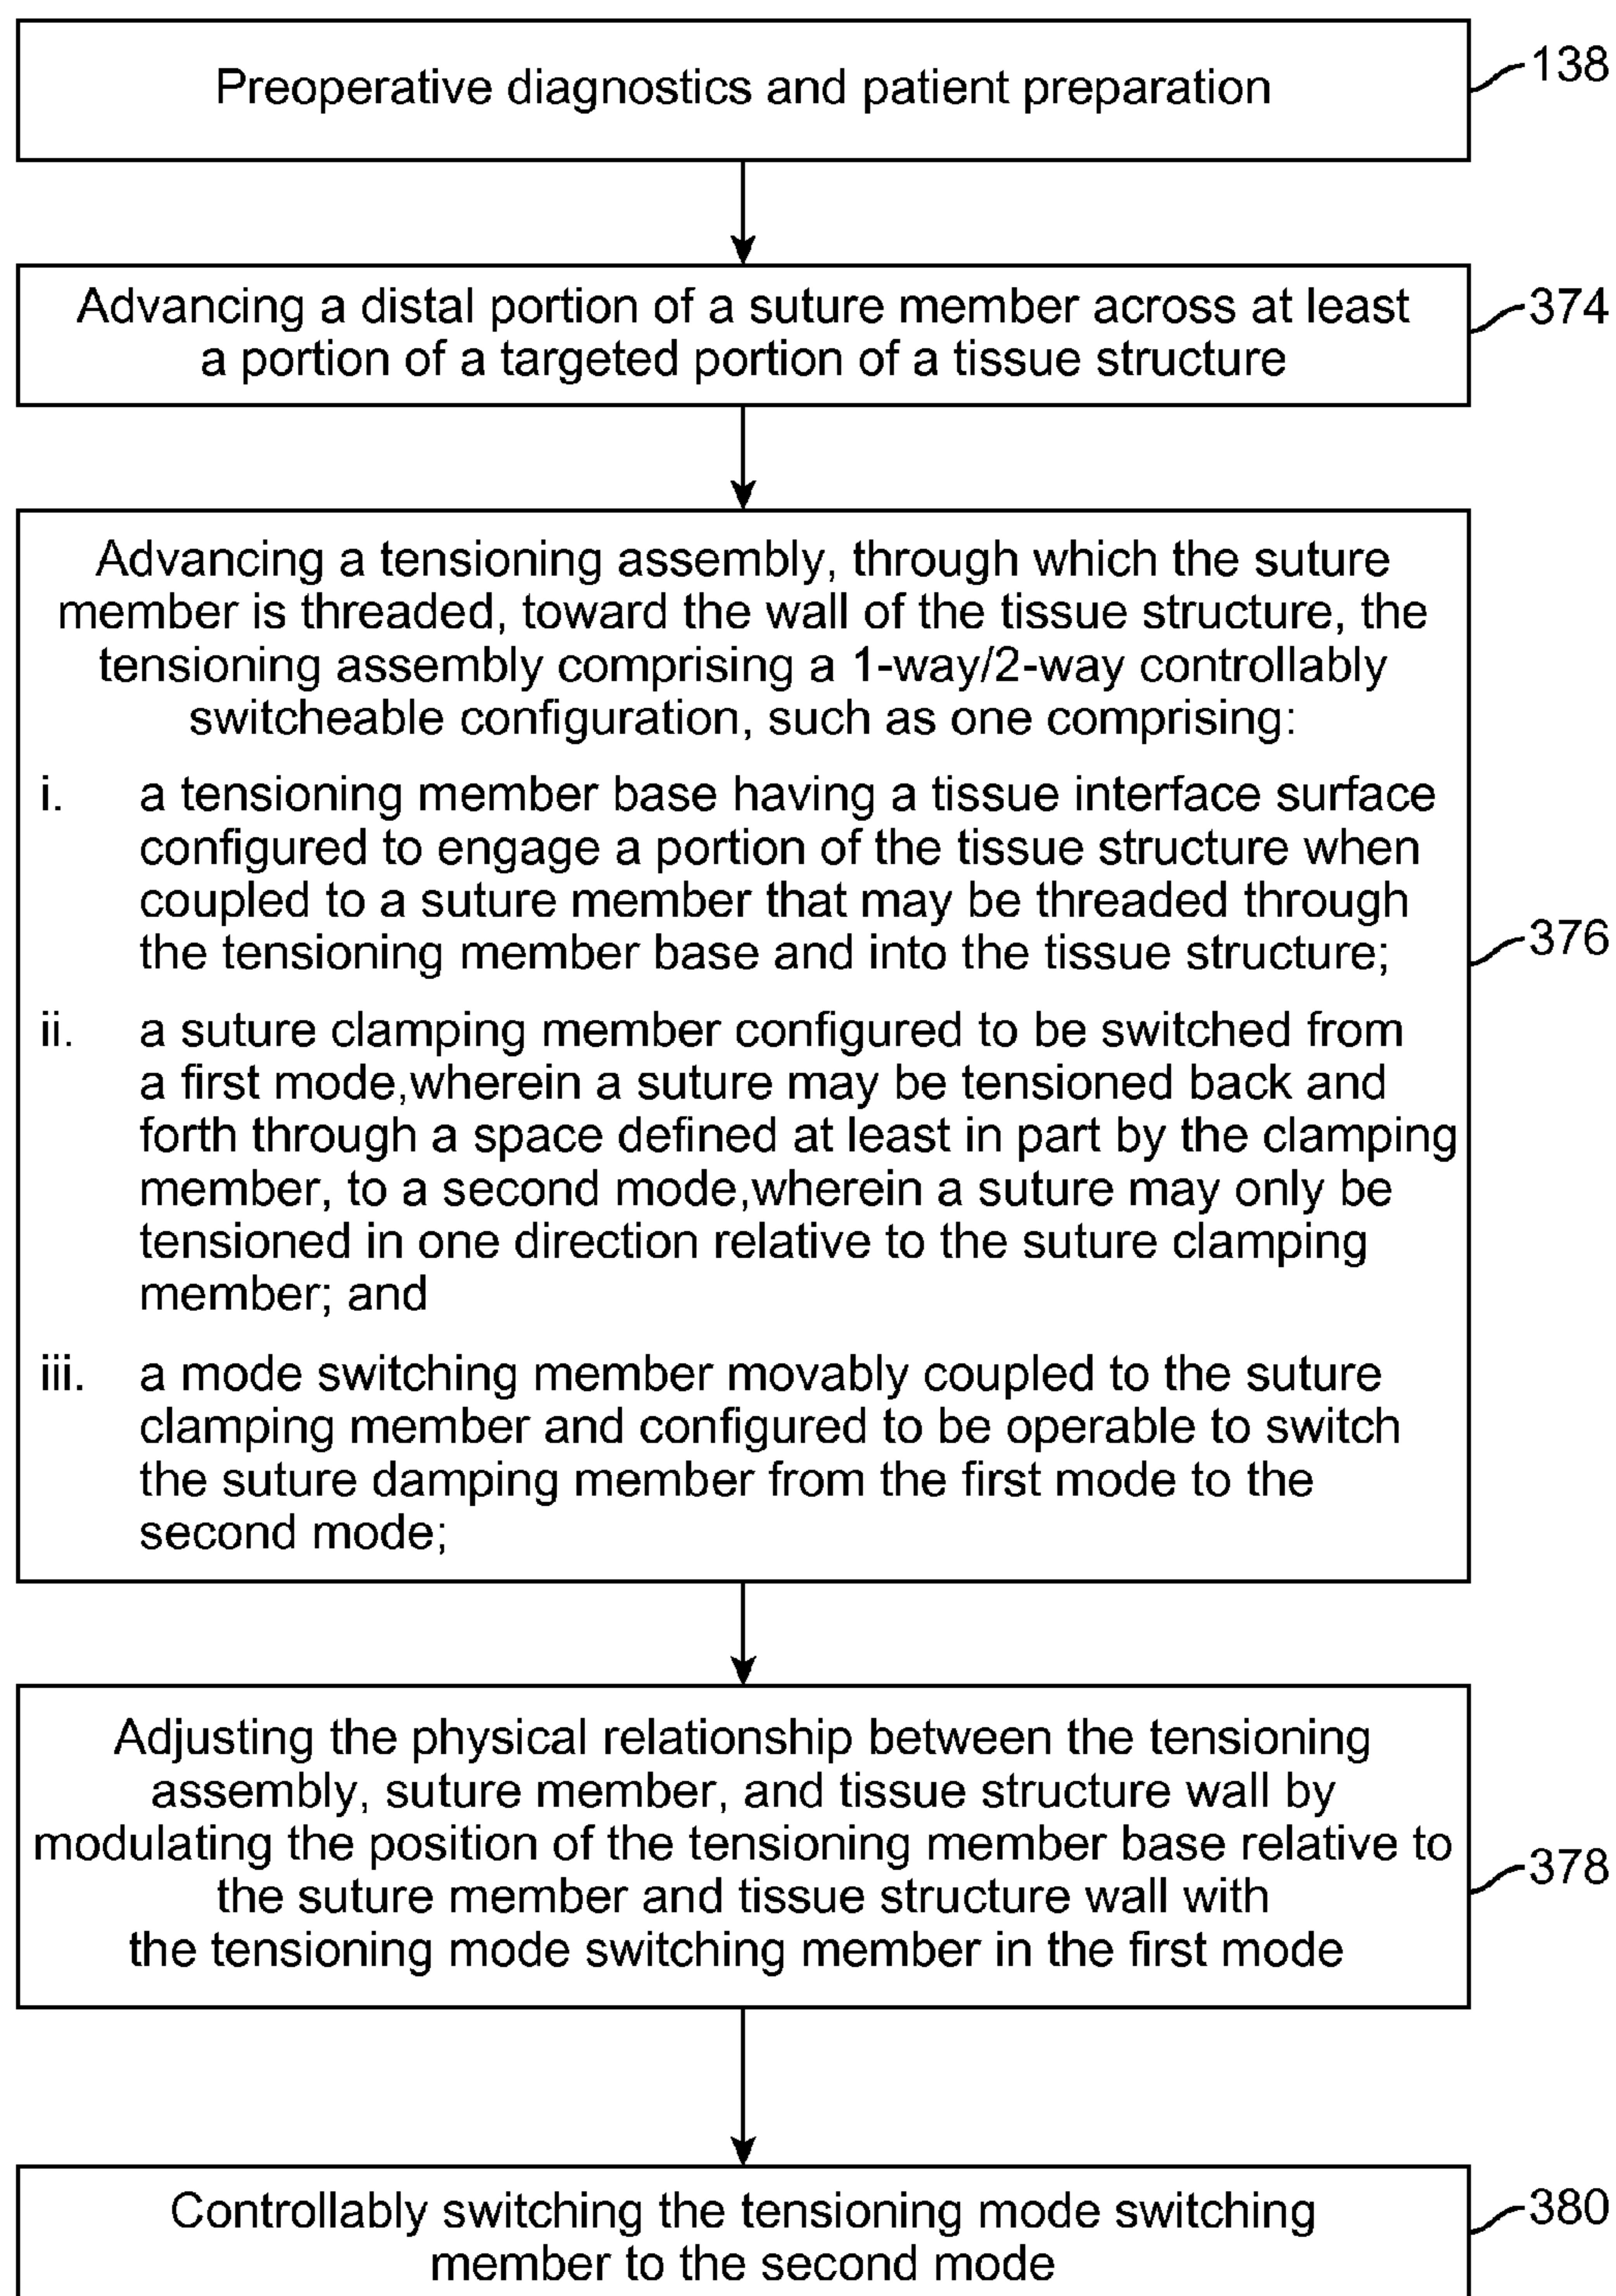 Preoperative diagnostics and patient preparation
138
Advancing a distal portion of a suture member across at least
a portion of a targeted portion of a tissue structure
374
Advancing a tensioning assembly, through which the suture
member is threaded, toward the wall of the tissue structure, the
tensioning assembly comprising a 1-way/2-way controllably
switcheable configuration, such as one comprising:
i. a tensioning member base having a tissue interface surface
configured to engage a portion of the tissue structure when
coupled to a suture member that may be threaded through
the tensioning member base and into the tissue structure;
376
ii. a suture clamping member configured to be switched from
a first mode,wherein a suture may be tensioned back and
forth through a space defined at least in part by the clamping
member, to a second mode,wherein a suture may only be
tensioned in one direction relative to the suture clamping
member; and
iii. a mode switching member movably coupled to the suture
clamping member and configured to be operable to switch
the suture damping member from the first mode to the
second mode;
Adjusting the physical relationship between the tensioning
assembly, suture member, and tissue structure wall by
modulating the position of the tensioning member base relative to
the suture member and tissue structure wall with
the tensioning mode switching member in the first mode
378
Controllably switching the tensioning mode switching
member to the second mode
380